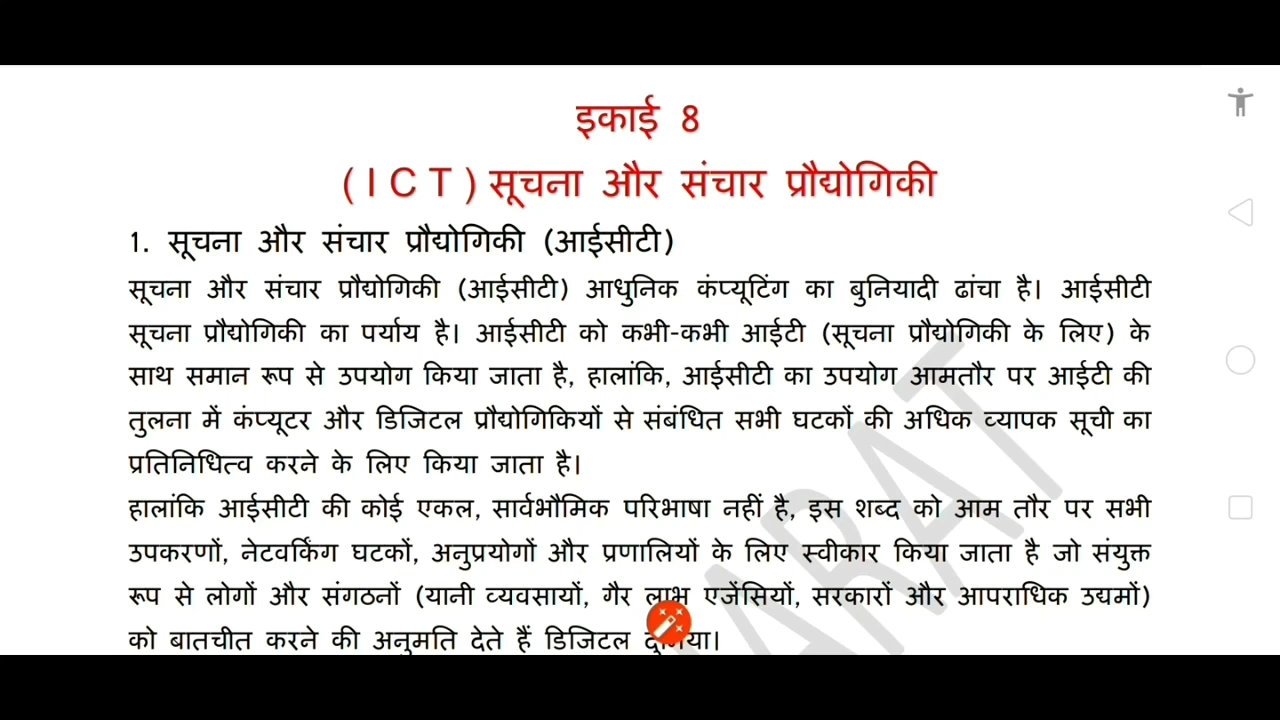 इकाई 8
(ICT) सूचना और संचार प्रौद्योगिकी
1. सूचना और संचार प्रौद्योगिकी (आईसीटी)
सूचना और संचार प्रौद्योगिकी (आईसीटी) आधुनिक कंप्यूटिंग का बुनियादी ढांचा है। आईसीटी
सूचना प्रौद्योगिकी का पर्याय है। आईसीटी को कभी-कभी आईटी (सूचना प्रौद्योगिकी के लिए) के
साथ समान रूप से उपयोग किया जाता है, हालांकि, आईसीटी का उपयोग आमतौर पर आईटी की
तुलना में कंप्यूटर और डिजिटल प्रौद्योगिकियों से संबंधित सभी घटकों की अधिक व्यापक सूची का
प्रतिनिधित्व करने के लिए किया जाता है।
हालांकि आईसीटी की कोई एकल, सार्वभौमिक परिभाषा नहीं है, इस शब्द को आम तौर पर सभी
उपकरणों, नेटवर्किंग घटकों, अनुप्रयोगों और प्रणालियों के लिए स्वीकार किया जाता है जो संयुक्त
रूप से लोगों और संगठनों (यानी व्यवसायों, गैर लाभ एजेंसियों, सरकारों और आपराधिक उद्यमों)
को बातचीत करने की अनुमति देते हैं डिजिटल दुनिया।